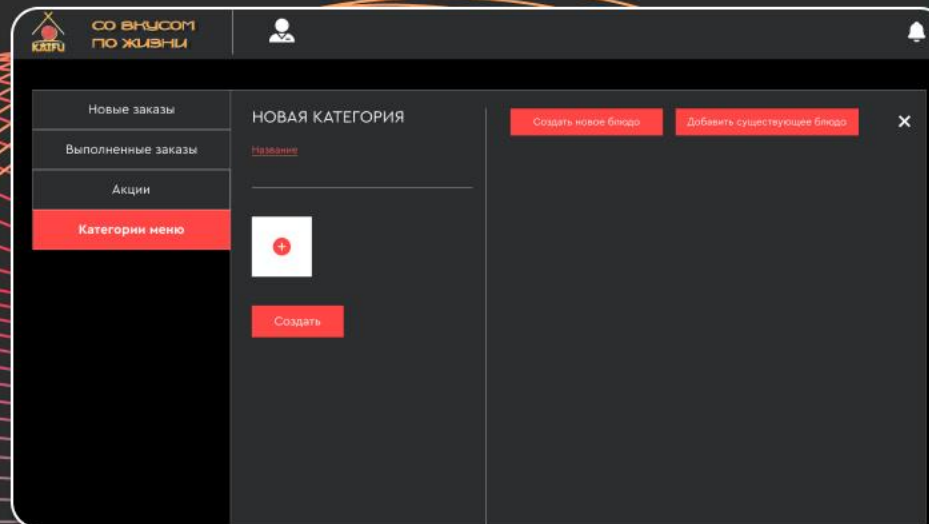 KAIFU
СО ВКУСОМ
ПО ЖИЗНИ
Новые заказы
Выполненные заказы
Акции
Категории меню
НОВАЯ КАТЕГОРИЯ
Название
Создать
Создать новое блюдо
Добавить существующее блюдо